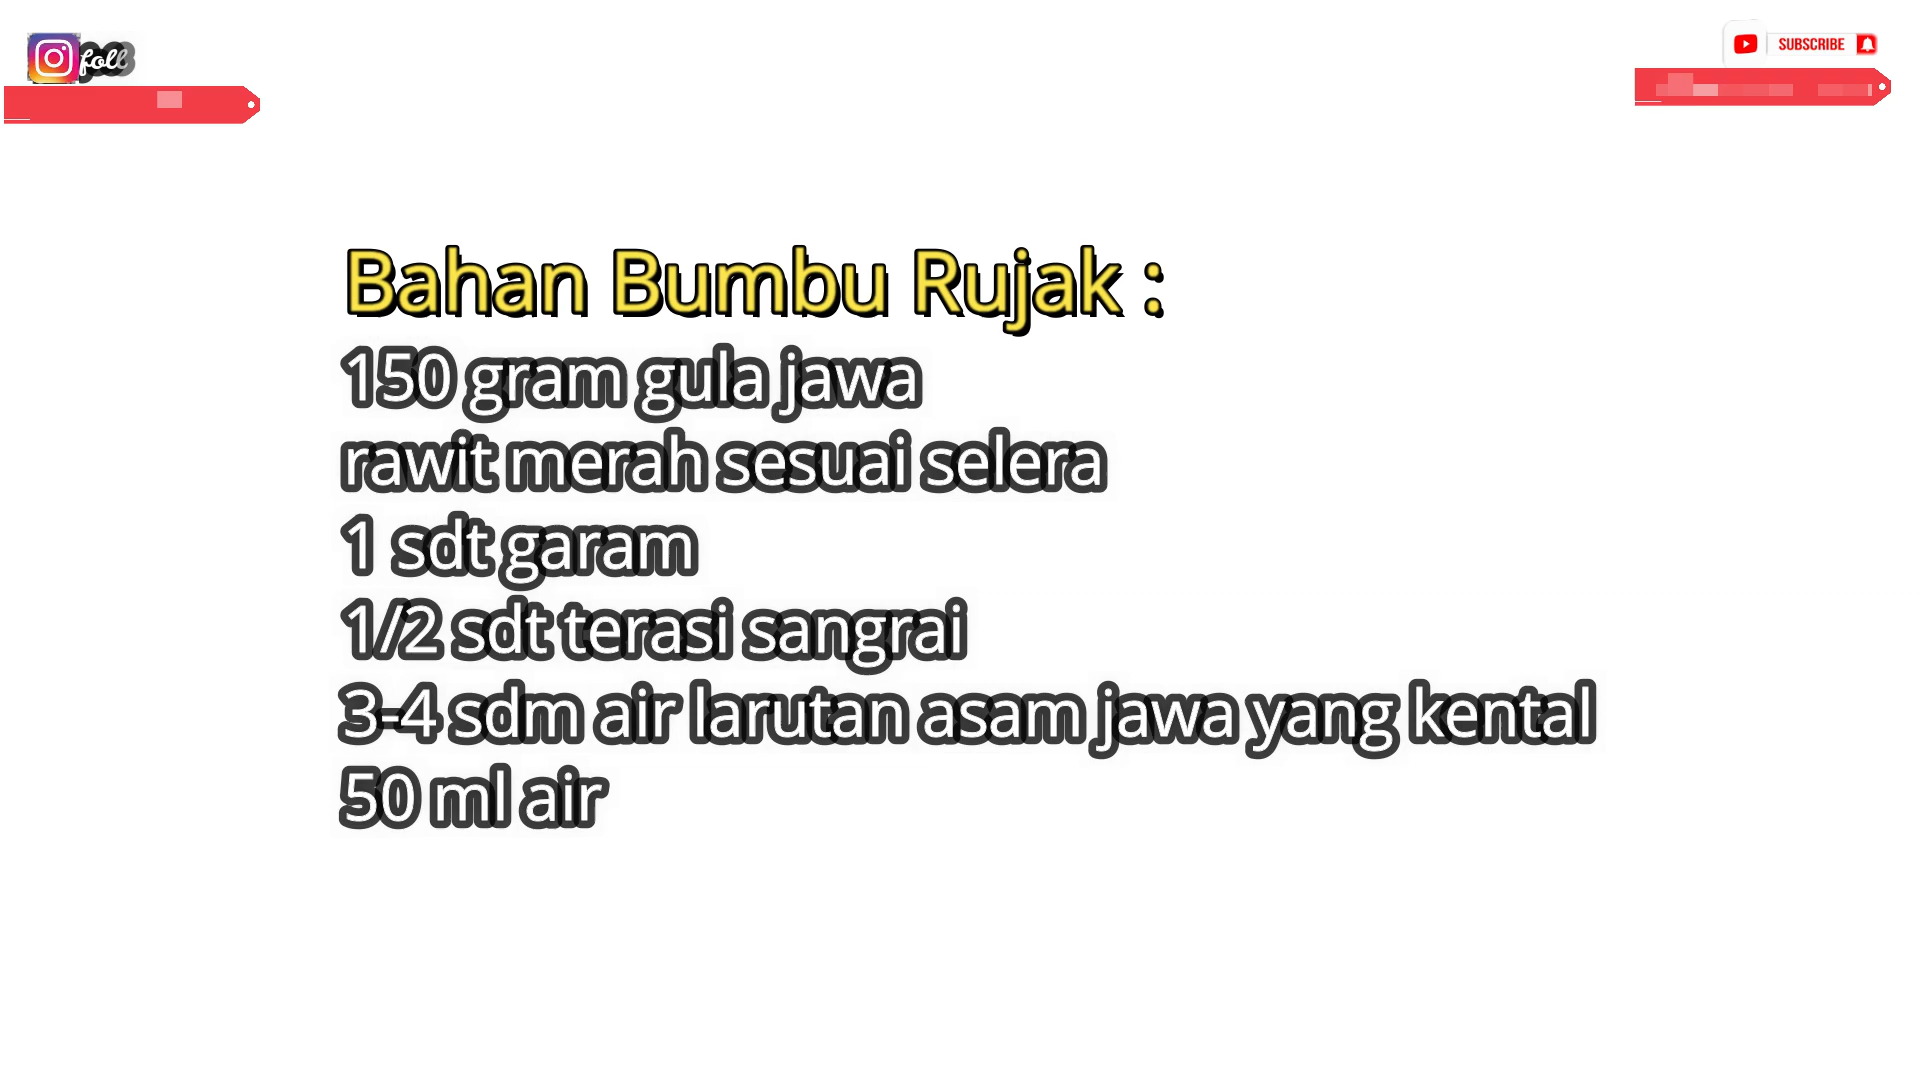 foll
SUBSCRIBE
Bahan Bumbu Rujak :
150 gram gula jawa
rawit merah sesuai selera
1 sdt garam
1/2 sdt terasi sangrai
3-4 sdm air larutan asam jawa yang kental
50 ml air